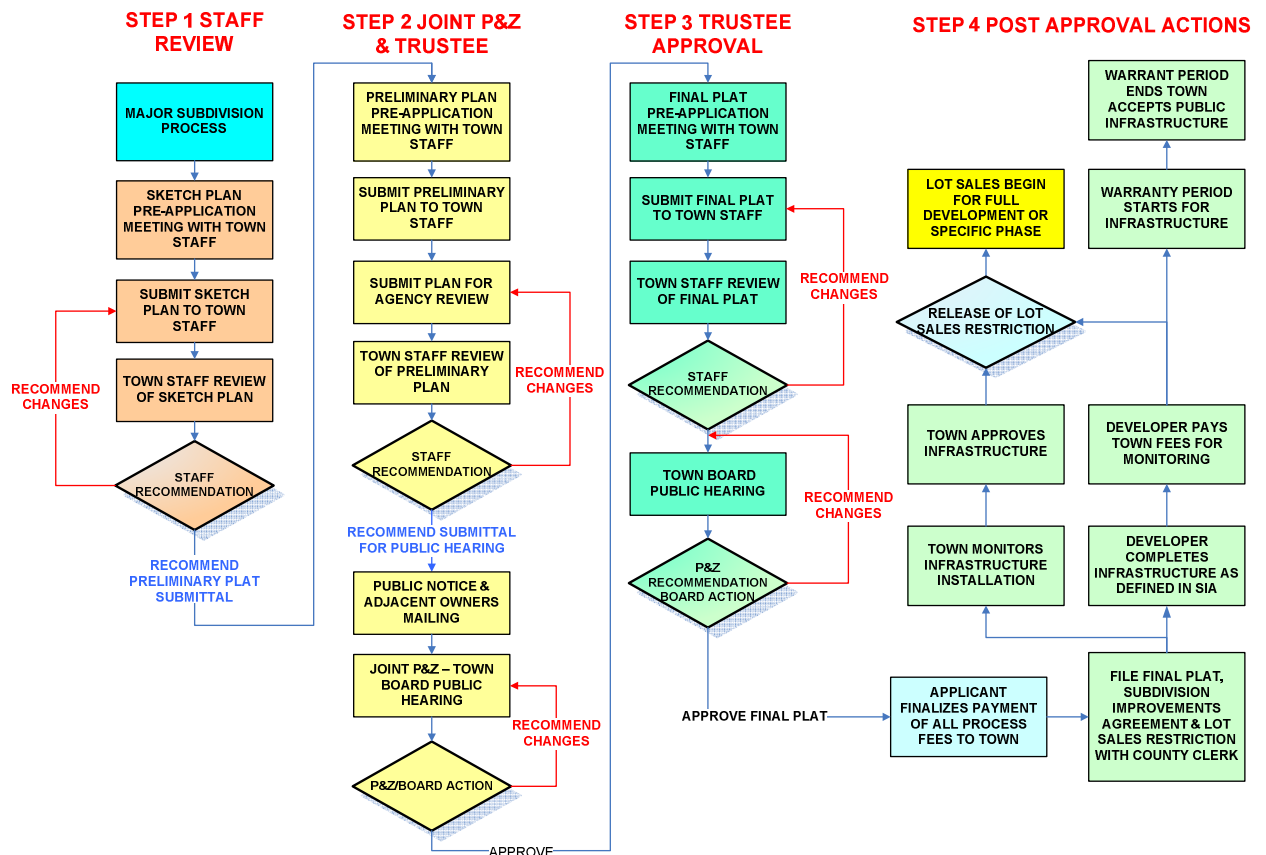 STEP 1 STAFF
REVIEW
MAJOR SUBDIVISION
PROCESS
SKETCH PLAN
PRE-APPLICATION
MEETING WITH TOWN
STAFF
SUBMIT SKETCH
PLAN TO TOWN
STAFF
TOWN STAFF REVIEW
OF SKETCH PLAN
RECOMMEND
CHANGES
STAFF
RECOMMENDATION
RECOMMEND
PRELIMINARY PLAT
SUBMITTAL
STEP 2 JOINT P&Z
& TRUSTEE
PRELIMINARY PLAN
PRE-APPLICATION
MEETING WITH TOWN
STAFF
SUBMIT PRELIMINARY
PLAN TO TOWN
STAFF
SUBMIT PLAN FOR
AGENCY REVIEW
TOWN STAFF REVIEW
OF PRELIMINARY
PLAN
RECOMMEND
CHANGES
STAFF
RECOMMENDATION
RECOMMEND SUBMITTAL
FOR PUBLIC HEARING
PUBLIC NOTICE &
ADJACENT OWNERS
MAILING
JOINT P&Z – TOWN
BOARD PUBLIC
HEARING
RECOMMEND
CHANGES
P&Z/BOARD ACTION
APPROVE
STEP 3 TRUSTEE
APPROVAL
FINAL PLAT
PRE-APPLICATION
MEETING WITH TOWN
STAFF
SUBMIT FINAL PLAT
TO TOWN STAFF
TOWN STAFF REVIEW
OF FINAL PLAT
RECOMMEND
CHANGES
STAFF
RECOMMENDATION
TOWN BOARD
PUBLIC HEARING
RECOMMEND
CHANGES
P&Z
RECOMMENDATION
BOARD ACTION
APPROVE FINAL PLAT
STEP 4 POST APPROVAL ACTIONS
WARRANT PERIOD
ENDS TOWN
ACCEPTS PUBLIC
INFRASTRUCTURE
LOT SALES BEGIN
FOR FULL
DEVELOPMENT OR
SPECIFIC PHASE
WARRANTY PERIOD
STARTS FOR
INFRASTRUCTURE
RELEASE OF LOT
SALES RESTRICTION
TOWN APPROVES
INFRASTRUCTURE
DEVELOPER PAYS
TOWN FEES FOR
MONITORING
TOWN MONITORS
INFRASTRUCTURE
INSTALLATION
DEVELOPER
COMPLETES
INFRASTRUCTURE AS
DEFINED IN SIA
APPLICANT
FINALIZES PAYMENT
OF ALL PROCESS
FEES TO TOWN
FILE FINAL PLAT,
SUBDIVISION
IMPROVEMENTS
AGREEMENT & LOT
SALES RESTRICTION
WITH COUNTY CLERK